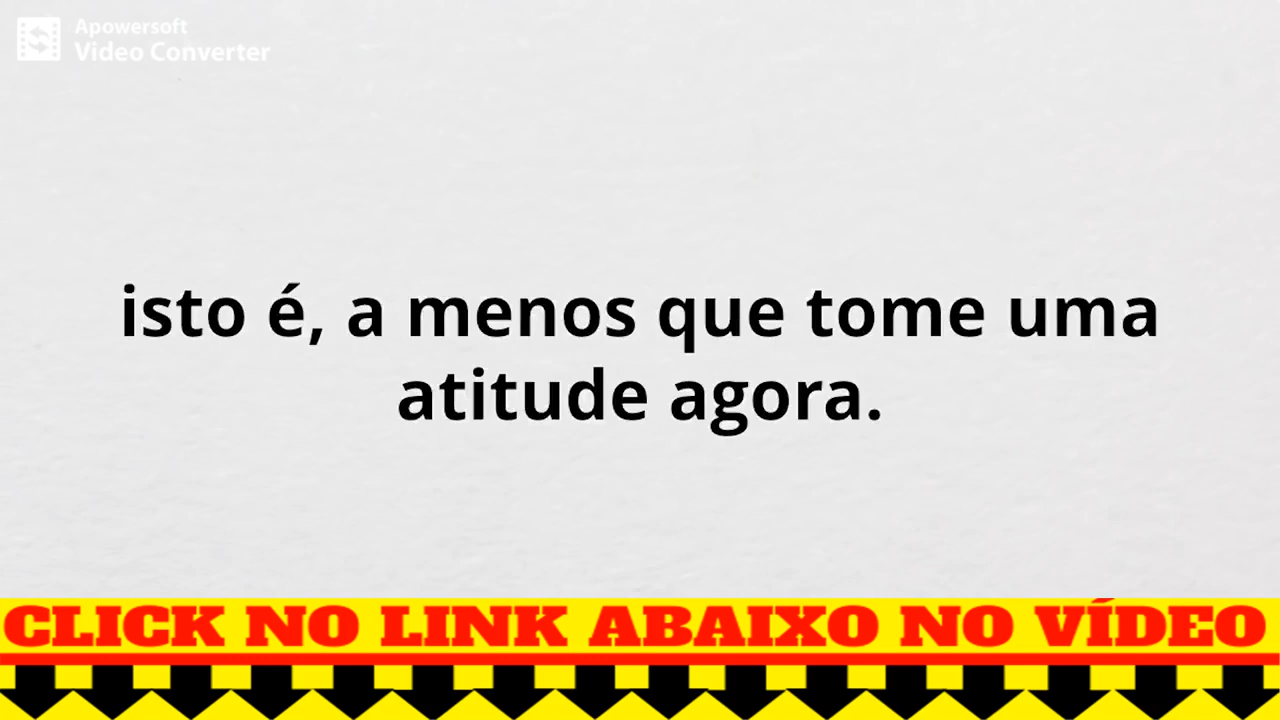 Apowersoft
Video Converter
isto é, a menos que tome uma
atitude agora.
CLICK NO LINK ABAIXO NO VÍDEO